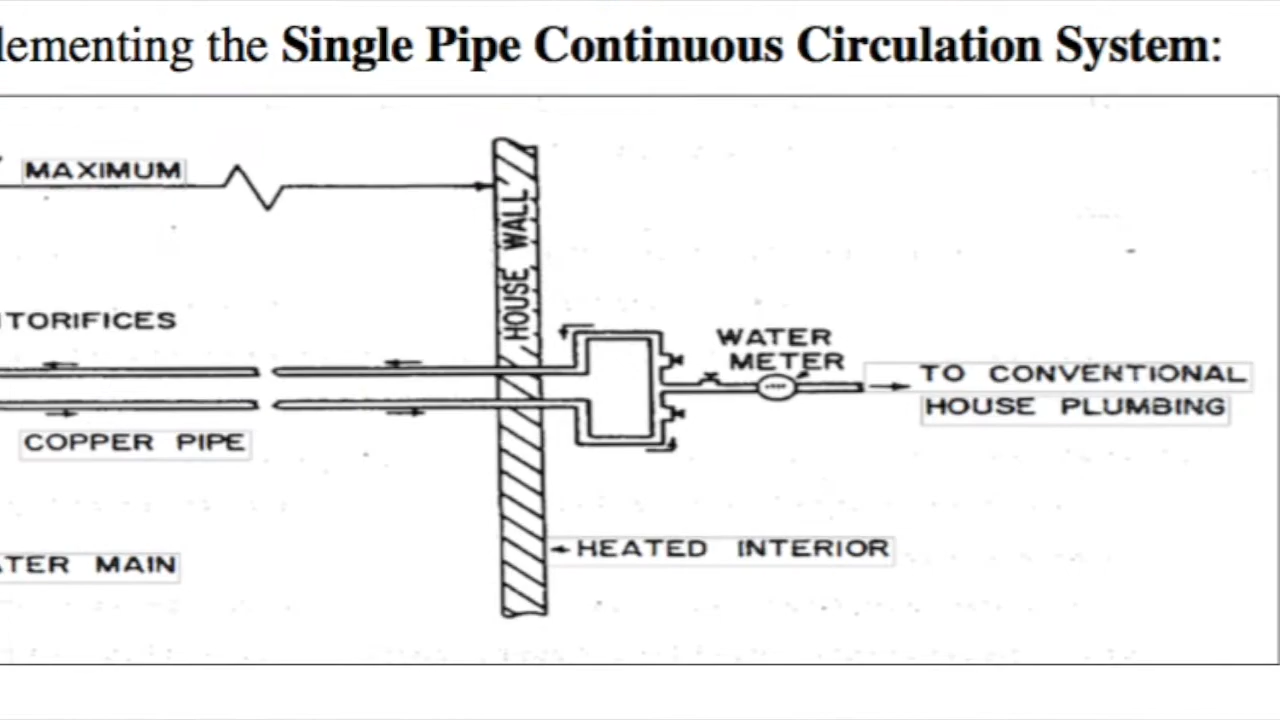 lementing the Single Pipe Continuous Circulation System:
MAXIMUM
HOUSE WALL
TORIFICES
WATER
METER
TO CONVENTIONAL
HOUSE PLUMBING
COPPER PIPE
HEATED INTERIOR
TER MAIN